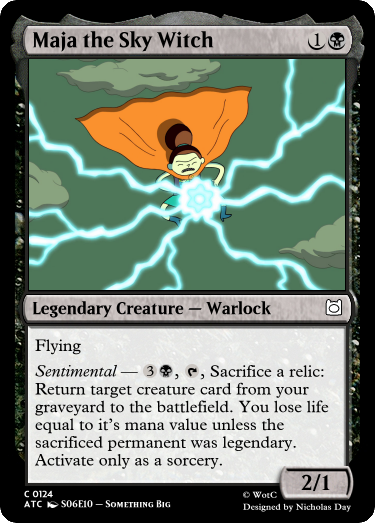 Maja the Sky Witch 1
Legendary Creature — Warlock
Flying
Sentimental — 3 , , Sacrifice a relic:
Return target creature card from your
graveyard to the battlefield. You lose life
equal to it's mana value unless the
sacrificed permanent was legendary.
Activate only as a sorcery.
2/1
C 0124
ATC S06E10 – Something Big
© WotC
Designed by Nicholas Day